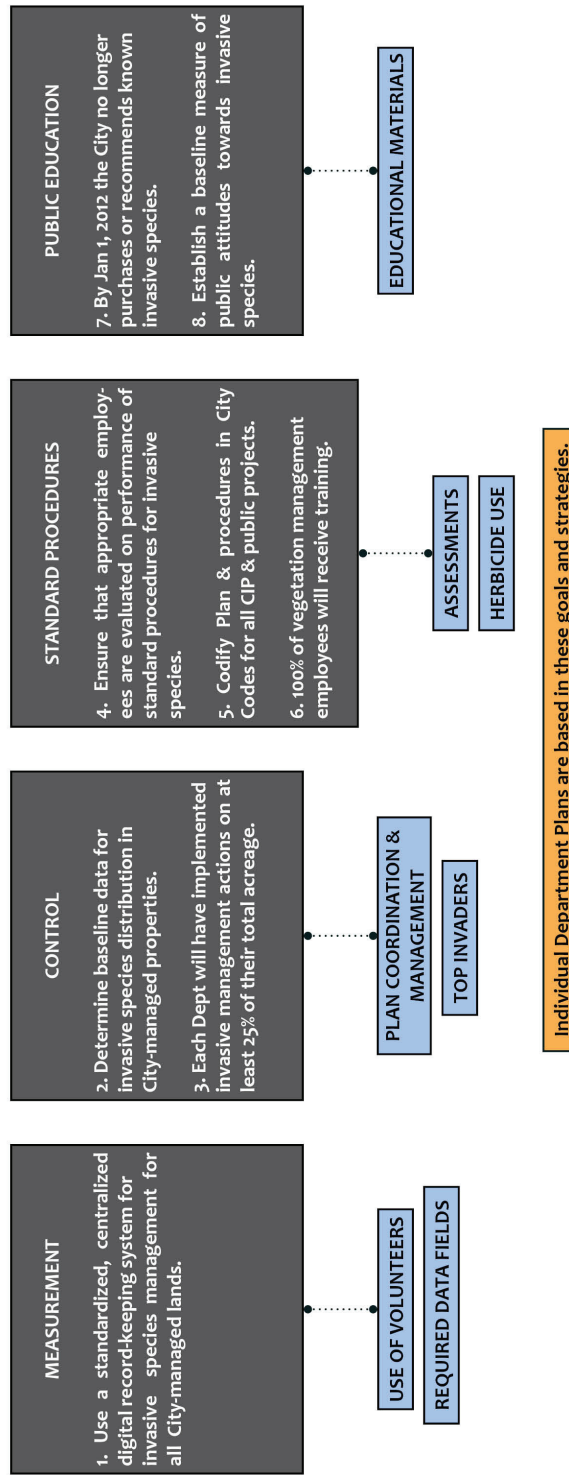 MEASUREMENT
1. Use a standardized, centralized
digital record-keeping system for
invasive species management for
all City-managed lands.
USE OF VOLUNTEERS
REQUIRED DATA FIELDS
CONTROL
2. Determine baseline data for
invasive species distribution in
City-managed properties.
3. Each Dept will have implemented
invasive management actions on at
least 25% of their total acreage.
PLAN COORDINATION &
MANAGEMENT
TOP INVADERS
STANDARD PROCEDURES
4. Ensure that appropriate employ-
ees are evaluated on performance of
standard procedures for invasive
species.
5. Codify Plan & procedures in City
Codes for all CIP & public projects.
6. 100% of vegetation management
employees will receive training.
ASSESSMENTS
HERBICIDE USE
PUBLIC EDUCATION
7. By Jan 1, 2012 the City no longer
purchases or recommends known
invasive species.
8. Establish a baseline measure of
public attitudes towards invasive
species.
EDUCATIONAL MATERIALS
Individual Department Plans are based in these goals and strategies.